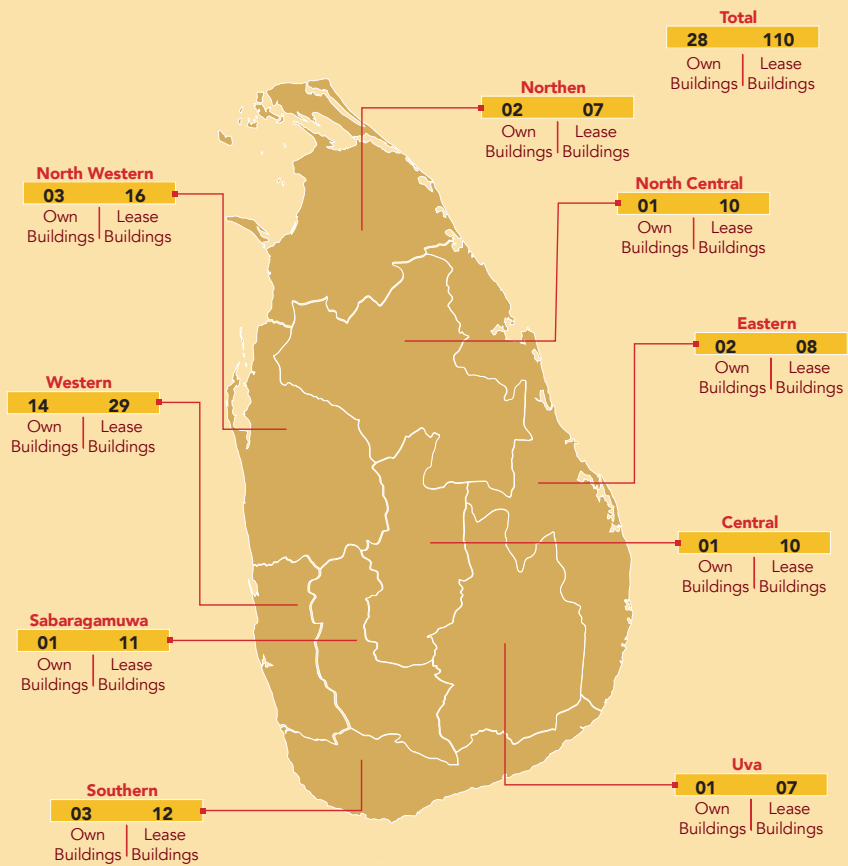 Total
28 110
Own Lease
Buildings Buildings
Northen
02 07
Own Lease
Buildings Buildings
North Western
03 16
Own Lease
Buildings Buildings
North Central
01 10
Own Lease
Buildings Buildings
Eastern
02 08
Own Lease
Buildings Buildings
Western
14 29
Own Lease
Buildings Buildings
Central
01 10
Own Lease
Buildings Buildings
Sabaragamuwa
01 11
Own Lease
Buildings Buildings
Uva
01 07
Own Lease
Buildings Buildings
Southern
03 12
Own Lease
Buildings Buildings